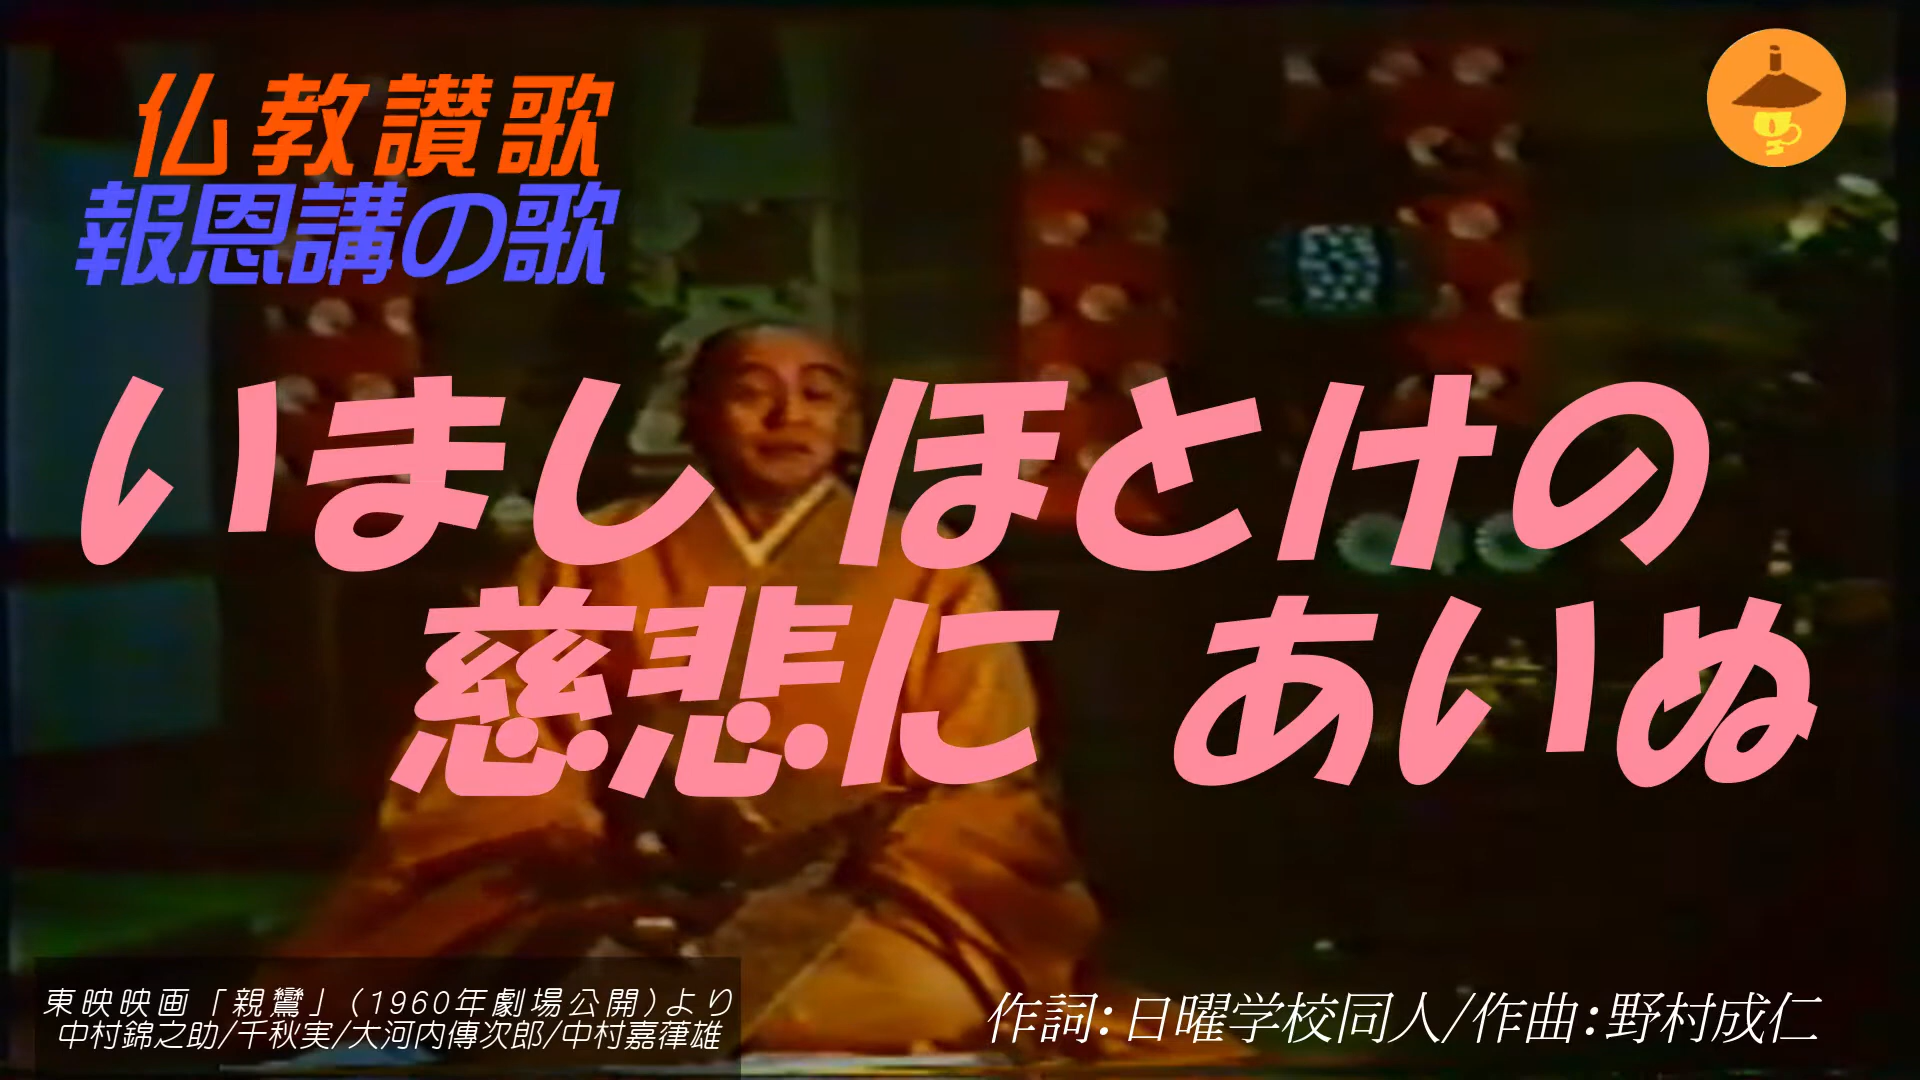 仏教讃歌
報恩講の歌
いまし ほとけの
慈悲に あいぬ
東映映画「親鸞」(1960年劇場公開)より
中村錦之助/千秋実/大河内傳次郎/中村嘉葎雄
作詞:日曜学校同人/作曲:野村成仁